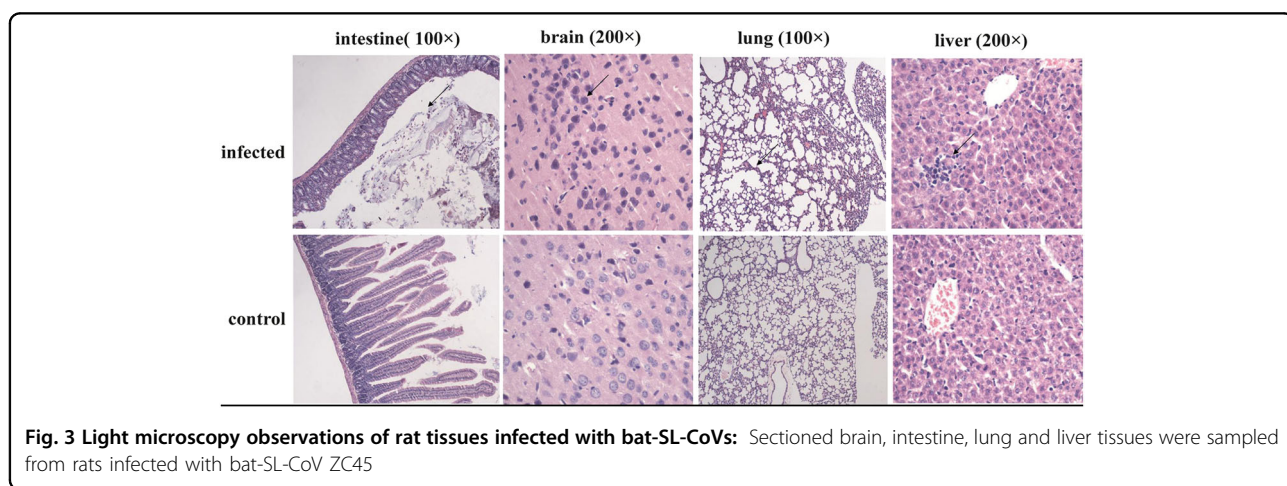 intestine( 100×) brain (200×) lung (100×) liver (200×)
infected
control
Fig. 3 Light microscopy observations of rat tissues infected with bat-SL-CoVs: Sectioned brain, intestine, lung and liver tissues were sampled
from rats infected with bat-SL-CoV ZC45